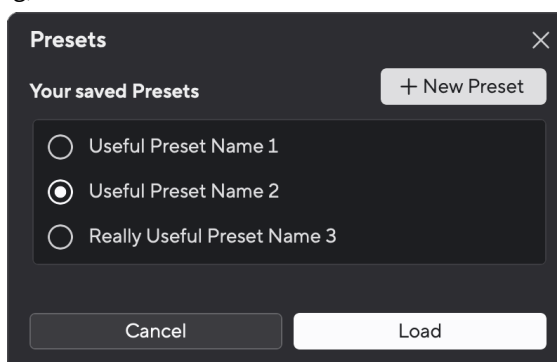 Presets
Your saved Presets
+ New Preset
Useful Preset Name 1
Useful Preset Name 2
Really Useful Preset Name 3
Cancel
Load